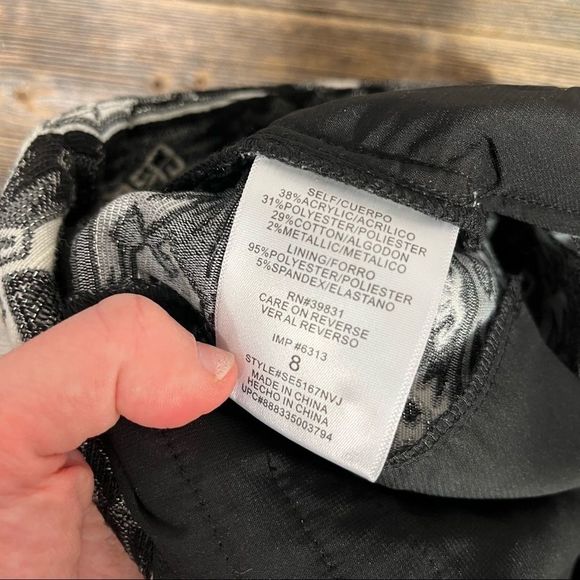 SELF/CUERPO
38%ACRYLIC/ACRILICO
31%POLYESTER/POLIESTER
29%COTTON/ALGODON
2%METALLIC/METALICO
LINING/FORRO
95%POLYESTER/POLIESTER
5%SPANDEX/ELASTANO
RN#39831
CARE ON REVERSE
VER AL REVERSO
IMP #6313
8
STYLE#SE5167NVJ
MADE IN CHINA
HECHO IN CHINA
UPC#888335003794